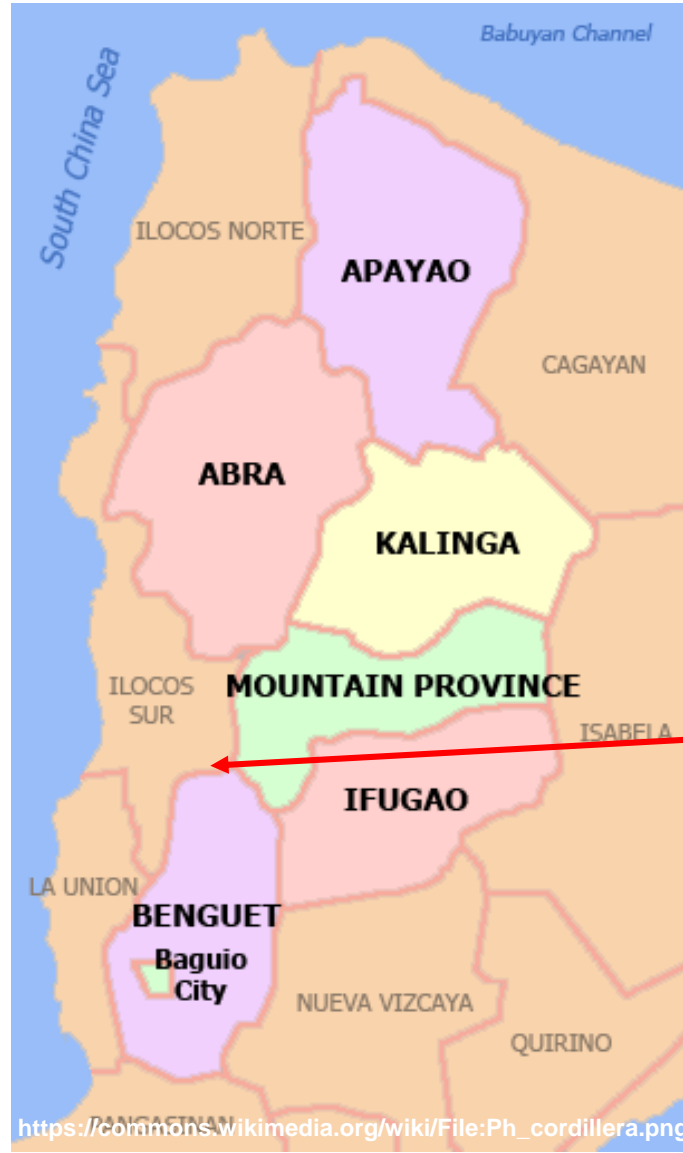 Babuyan Channel
South China Sea
ILOCOS NORTE
APAYAO
CAGAYAN
ABRA
KALINGA
ILOCOS
SUR
MOUNTAIN PROVINCE
ISABELA
IFUGAO
LA UNION
BENGUET
Baguio
City
NUEVA VIZCAYA
QUIRINO
PANGASINAN
https://commons.wikimedia.org/wiki/File:Ph_cordillera.png